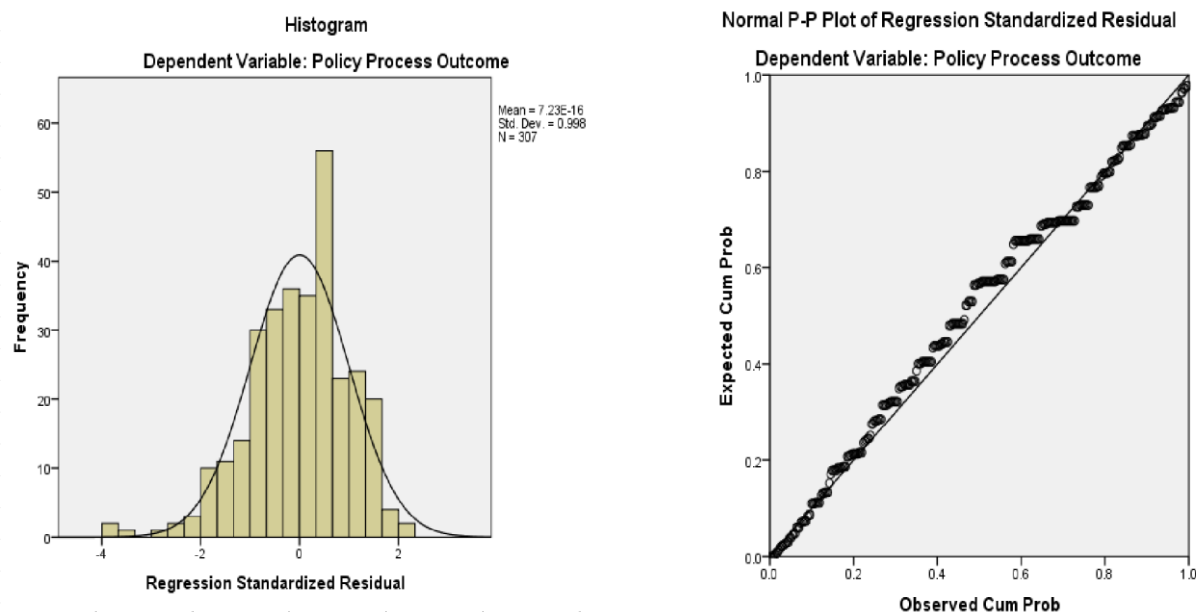 Histogram
Dependent Variable: Policy Process Outcome
Mean = 7.23E-16
Std. Dev. = 0.998
N = 307
Frequency
60
50
40
30
20
10
0
-4
-2
0
2
Regression Standardized Residual
Normal P-P Plot of Regression Standardized Residual
Dependent Variable: Policy Process Outcome
Expected Cum Prob
1.0
0.8
0.6
0.4
0.2
0.0
0.0
0.2
0.4
0.6
0.8
1.0
Observed Cum Prob